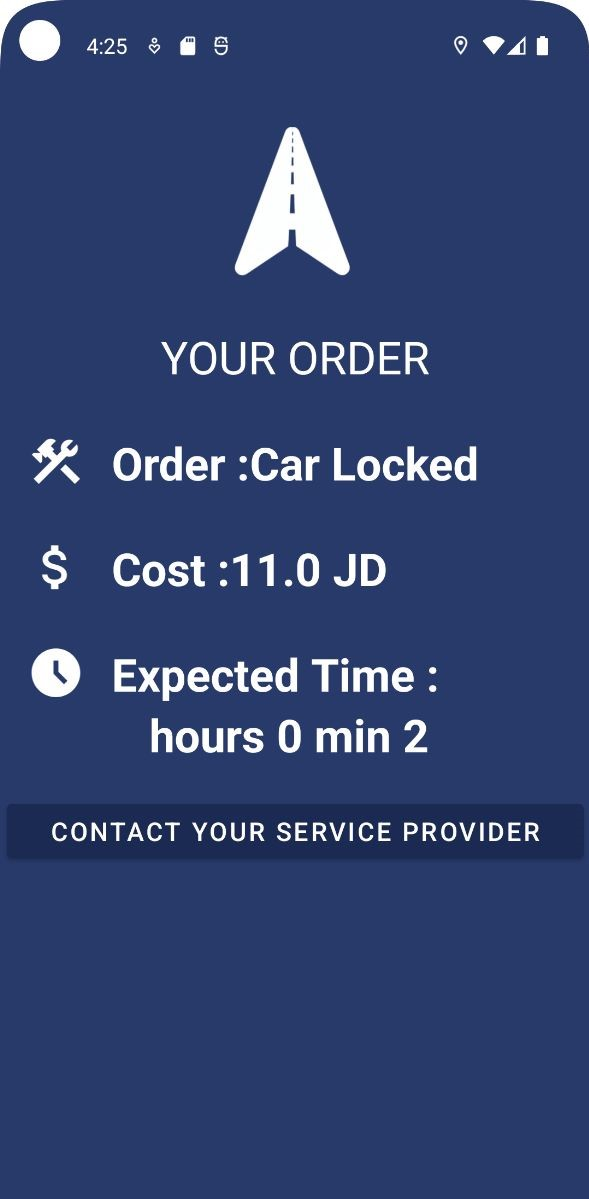 4:25
YOUR ORDER
Order :Car Locked
$ Cost :11.0 JD
Expected Time :
hours 0 min 2
CONTACT YOUR SERVICE PROVIDER